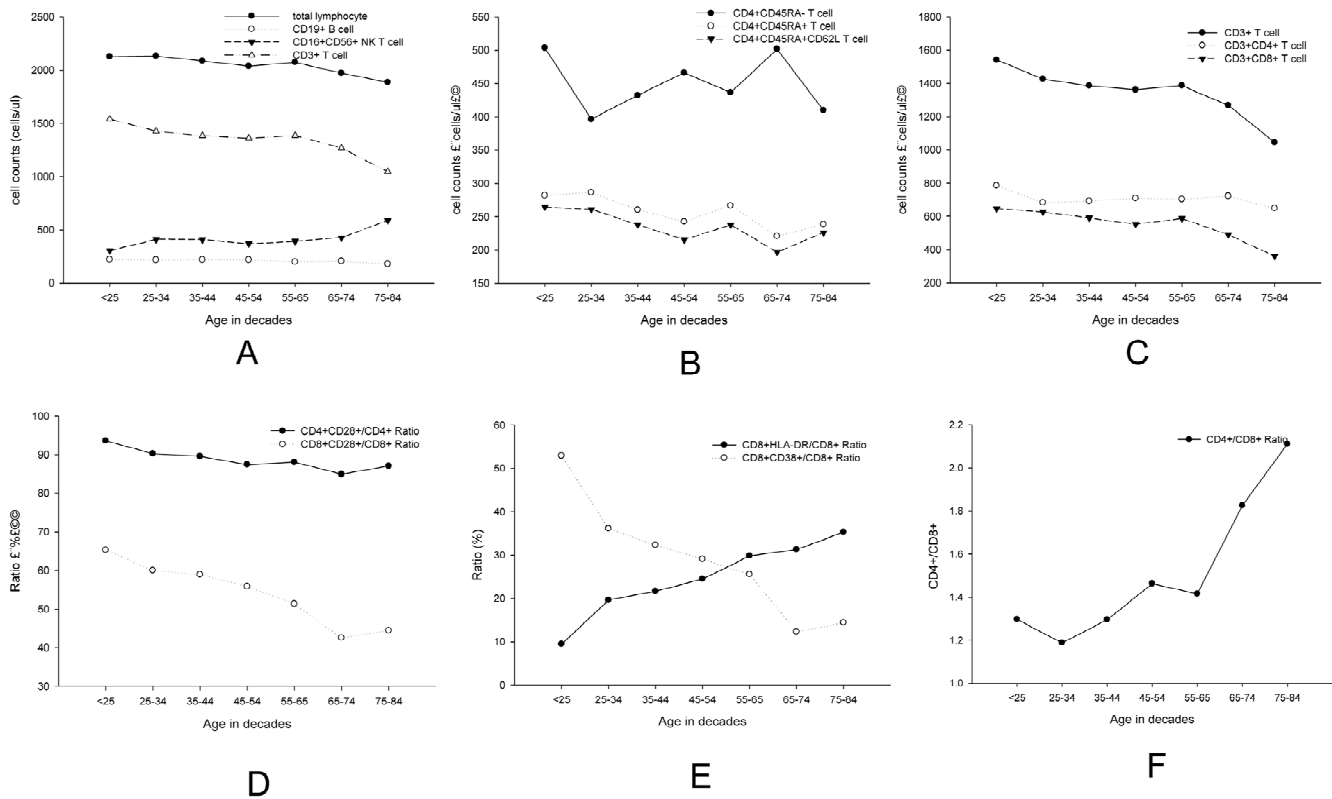 total lymphocyte
CD19+ B cell
CD16+CD56+ NK T cell
CD3+ T cell
cell counts (cells/ul)
2500
2000
1500
1000
500
0
<25 25-34 35-44 45-54 55-65 65-74 75-84
Age in decades
A
CD4+CD45RA- T cell
CD4+CD45RA+ T cell
CD4+CD45RA+CD62L T cell
cell counts £¨cells/ul£©
550
500
450
400
350
300
250
200
150
<25 25-34 35-44 45-54 55-65 65-74 75-84
Age in decades
B
CD3+ T cell
CD3+CD4+ T cell
CD3+CD8+ T cell
cell counts £¨cells/ul£©
1800
1600
1400
1200
1000
800
600
400
200
<25 25-34 35-44 45-54 55-65 65-74 75-84
Age in decades
C
CD4+CD28+/CD4+ Ratio
CD8+CD28+/CD8+ Ratio
Ratio £¨%£©©
100
90
80
70
60
50
40
30
<25 25-34 35-44 45-54 55-65 65-74 75-84
Age in decades
D
CD8+HLA-DR/CD8+ Ratio
CD8+CD38+/CD8+ Ratio
Ratio (%)
60
50
40
30
20
10
0
<25 25-34 35-44 45-54 55-65 65-74 75-84
Age in decades
E
CD4+/CD8+ Ratio
CD4+/CD8+
2.2
2.0
1.8
1.6
1.4
1.2
1.0
<25 25-34 35-44 45-54 55-65 65-74 75-84
Age in decades
F